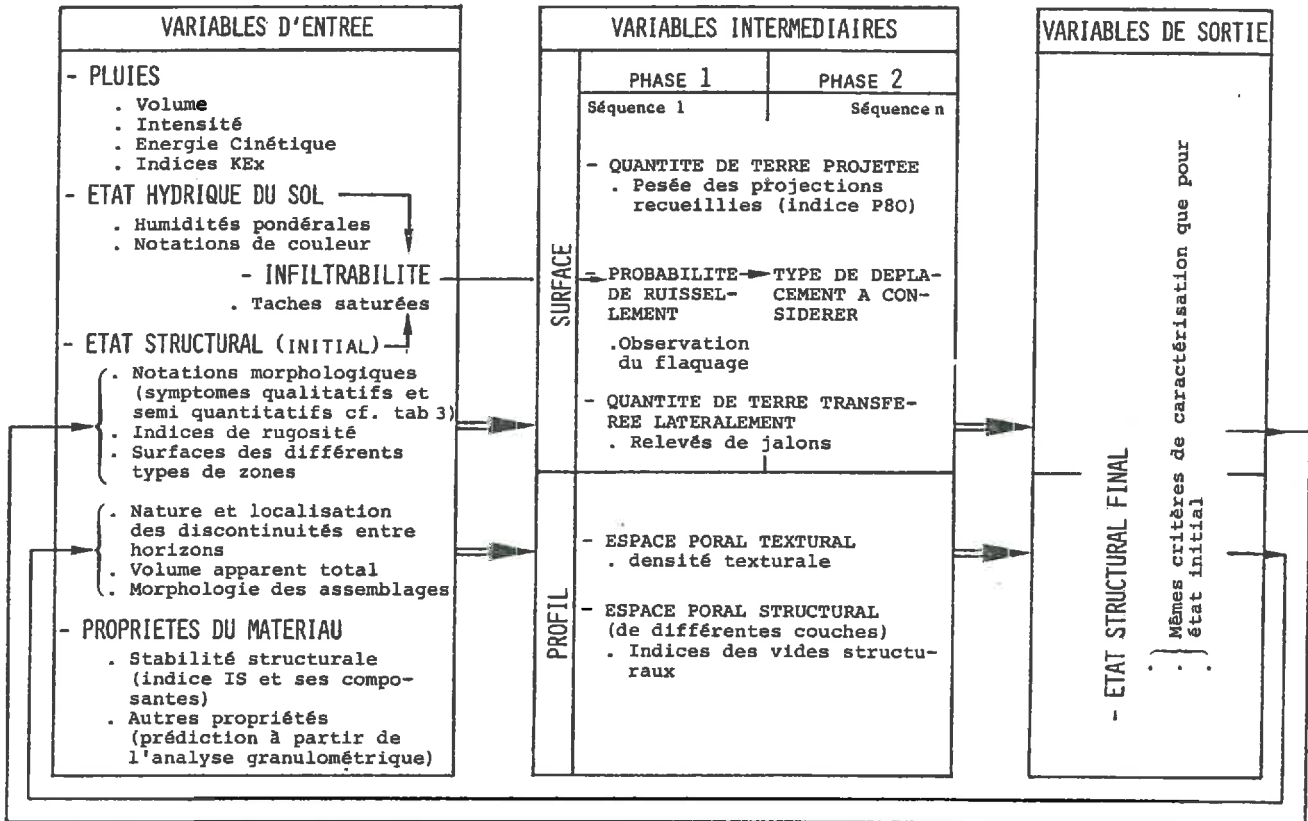 VARIABLES D'ENTREE
- PLUIES
. Volume
. Intensité
. Energie Cinétique
. Indices KEx
- ETAT HYDRIQUE DU SOL
. Humidités pondérales
. Notations de couleur
- INFILTRABILITE
. Taches saturées
- ETAT STRUCTURAL (INITIAL)
. Notations morphologiques
(symptomes qualitatifs et
semi quantitatifs cf. tab 3)
. Indices de rugosité
. Surfaces des différents
types de zones
. Nature et localisation
des discontinuités entre
horizons
. Volume apparent total
. Morphologie des assemblages
- PROPRIETES DU MATERIAU
. Stabilité structurale
(indice IS et ses compo-
santes)
. Autres propriétés
(prédiction à partir de
l'analyse granulométrique)
VARIABLES INTERMEDIAIRES
PHASE 1
PHASE 2
Séquence 1
Séquence n
SURFACE
- QUANTITE DE TERRE PROJETEE
. Pesée des projections
recueillies (indice P80)
- PROBABILITE
DE RUISSEL-
LEMENT
TYPE DE DEPLA-
CEMENT A CON-
SIDERER
.Observation
du flaquage
- QUANTITE DE TERRE TRANSFE-
REE LATERALEMENT
. Relevés de jalons
PROFIL
- ESPACE PORAL TEXTURAL
. densité texturale
- ESPACE PORAL STRUCTURAL
(de différentes couches)
. Indices des vides structu-
raux
VARIABLES DE SORTIE
- ETAT STRUCTURAL FINAL
. Mêmes critères de caractérisation que pour
. état initial